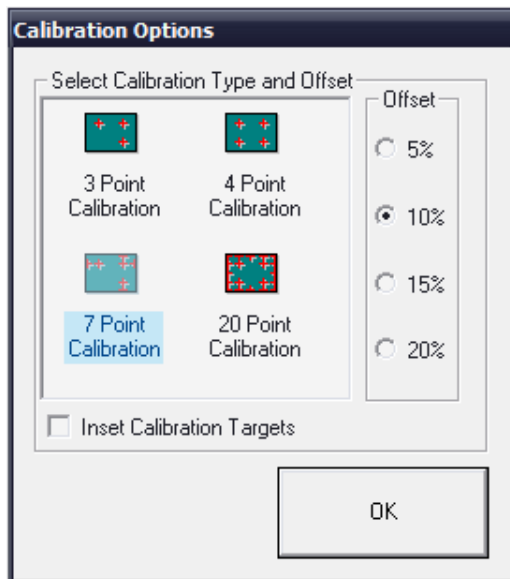 Calibration Options
Select Calibration Type and Offset
3 Point
Calibration
4 Point
Calibration
7 Point
Calibration
20 Point
Calibration
Offset
5%
10%
15%
20%
Inset Calibration Targets
OK